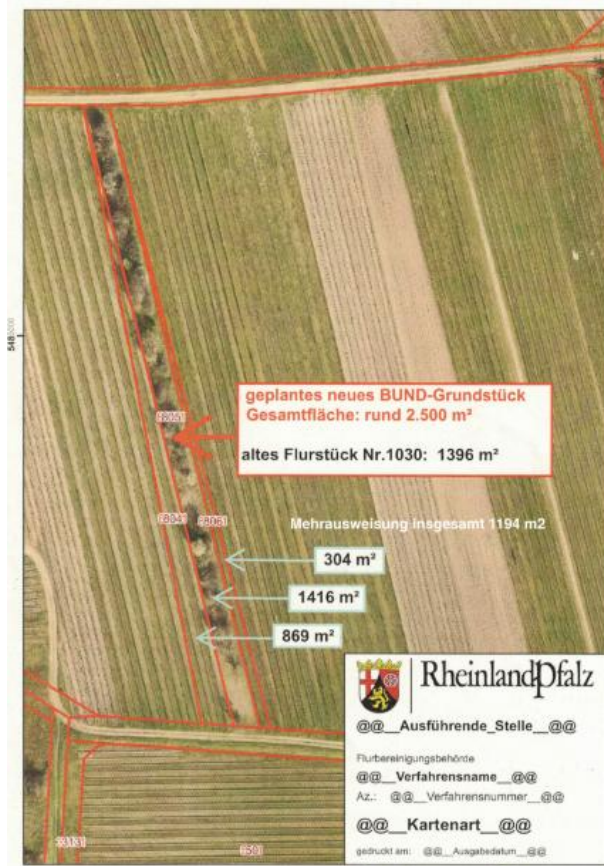 geplantes neues BUND-Grundstück
Gesamtfläche: rund 2.500 m²
altes Flurstück Nr.1030: 1396 m²
Mehrausweisung insgesamt 1194 m2
304 m²
1416 m²
869 m²
RheinlandPfalz
@@__Ausführende_Stelle__@@
Flurbereinigungsbehörde
@@__Verfahrensname__@@
Az.: @@__Verfahrensnummer__@@
@@__Kartenart__@@
gedruckt am: @@__Ausgabedatum__@@